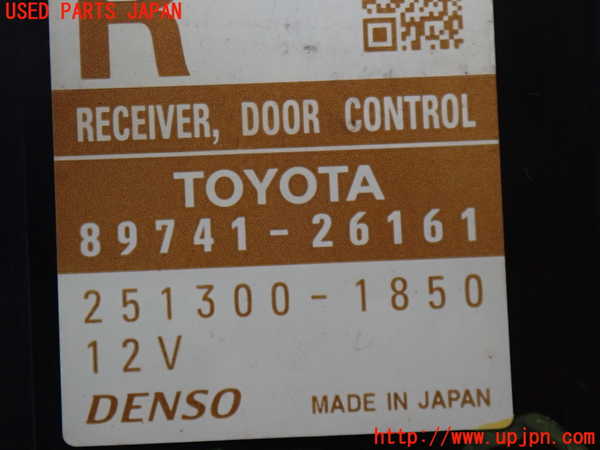 USED PARTS JAPAN
R
RECEIVER, DOOR CONTROL
TOYOTA
89741-26161
251300-1850
12V
DENSO MADE IN JAPAN
http://www.upjpn.com/